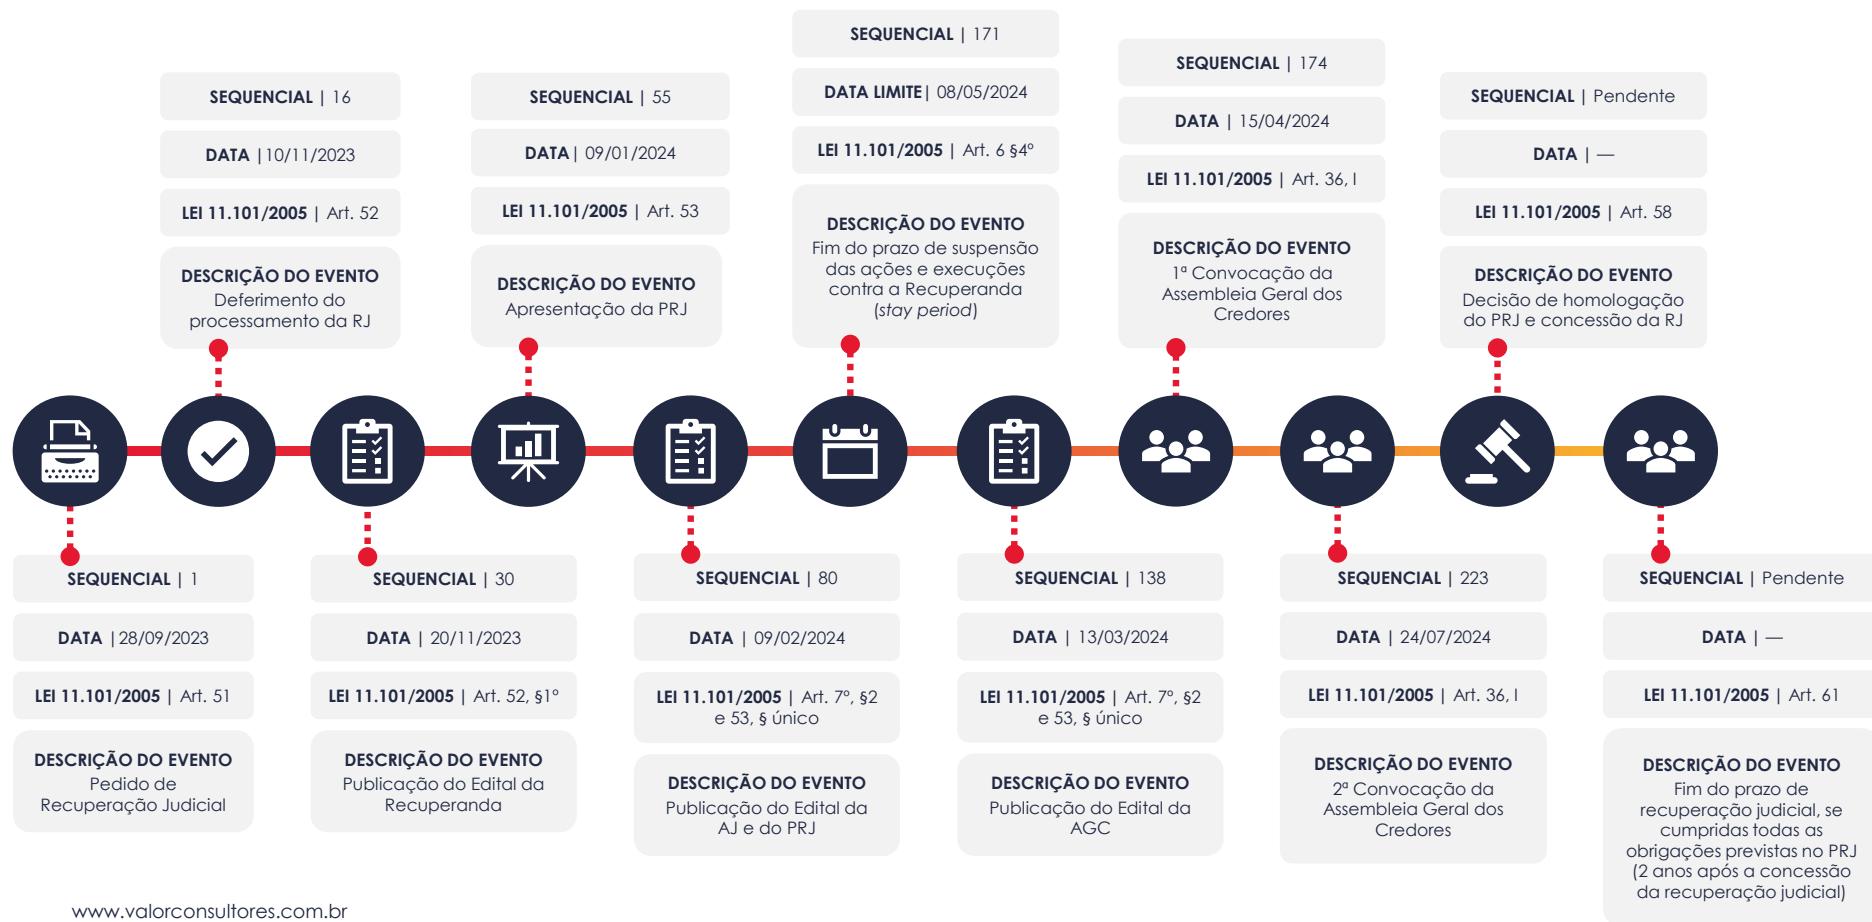 SEQUENCIAL | 16
DATA |10/11/2023
LEI 11.101/2005 | Art. 52
DESCRIÇÃO DO EVENTO
Deferimento do
processamento da RJ
SEQUENCIAL | 55
DATA| 09/01/2024
LEI 11.101/2005 | Art. 53
DESCRIÇÃO DO EVENTO
Apresentação da PRJ
SEQUENCIAL | 171
DATA LIMITE| 08/05/2024
LEI 11.101/2005 | Art. 6 §4º
DESCRIÇÃO DO EVENTO
Fim do prazo de suspensão
das ações e execuções
contra a Recuperanda
(stay period)
SEQUENCIAL | 174
DATA | 15/04/2024
LEI 11.101/2005 | Art. 36, I
DESCRIÇÃO DO EVENTO
1ª Convocação da
Assembleia Geral dos
Credores
SEQUENCIAL | Pendente
DATA | —
LEI 11.101/2005 | Art. 58
DESCRIÇÃO DO EVENTO
Decisão de homologação
do PRJ e concessão da RJ
SEQUENCIAL | 1
DATA |28/09/2023
LEI 11.101/2005 | Art. 51
DESCRIÇÃO DO EVENTO
Pedido de
Recuperação Judicial
SEQUENCIAL | 30
DATA | 20/11/2023
LEI 11.101/2005 | Art. 52, §1º
DESCRIÇÃO DO EVENTO
Publicação do Edital da
Recuperanda
SEQUENCIAL | 80
DATA | 09/02/2024
LEI 11.101/2005 | Art. 7º, §2
e 53, § único
DESCRIÇÃO DO EVENTO
Publicação do Edital da
AJ e do PRJ
SEQUENCIAL | 138
DATA | 13/03/2024
LEI 11.101/2005 | Art. 7º, §2
e 53, § único
DESCRIÇÃO DO EVENTO
Publicação do Edital da
AGC
SEQUENCIAL | 223
DATA | 24/07/2024
LEI 11.101/2005 | Art. 36, I
DESCRIÇÃO DO EVENTO
2ª Convocação da
Assembleia Geral dos
Credores
SEQUENCIAL | Pendente
DATA | —
LEI 11.101/2005 | Art. 61
DESCRIÇÃO DO EVENTO
Fim do prazo de
recuperação judicial, se
cumpridas todas as
obrigações previstas no PRJ
(2 anos após a concessão
da recuperação judicial)
www.valorconsultores.com.br